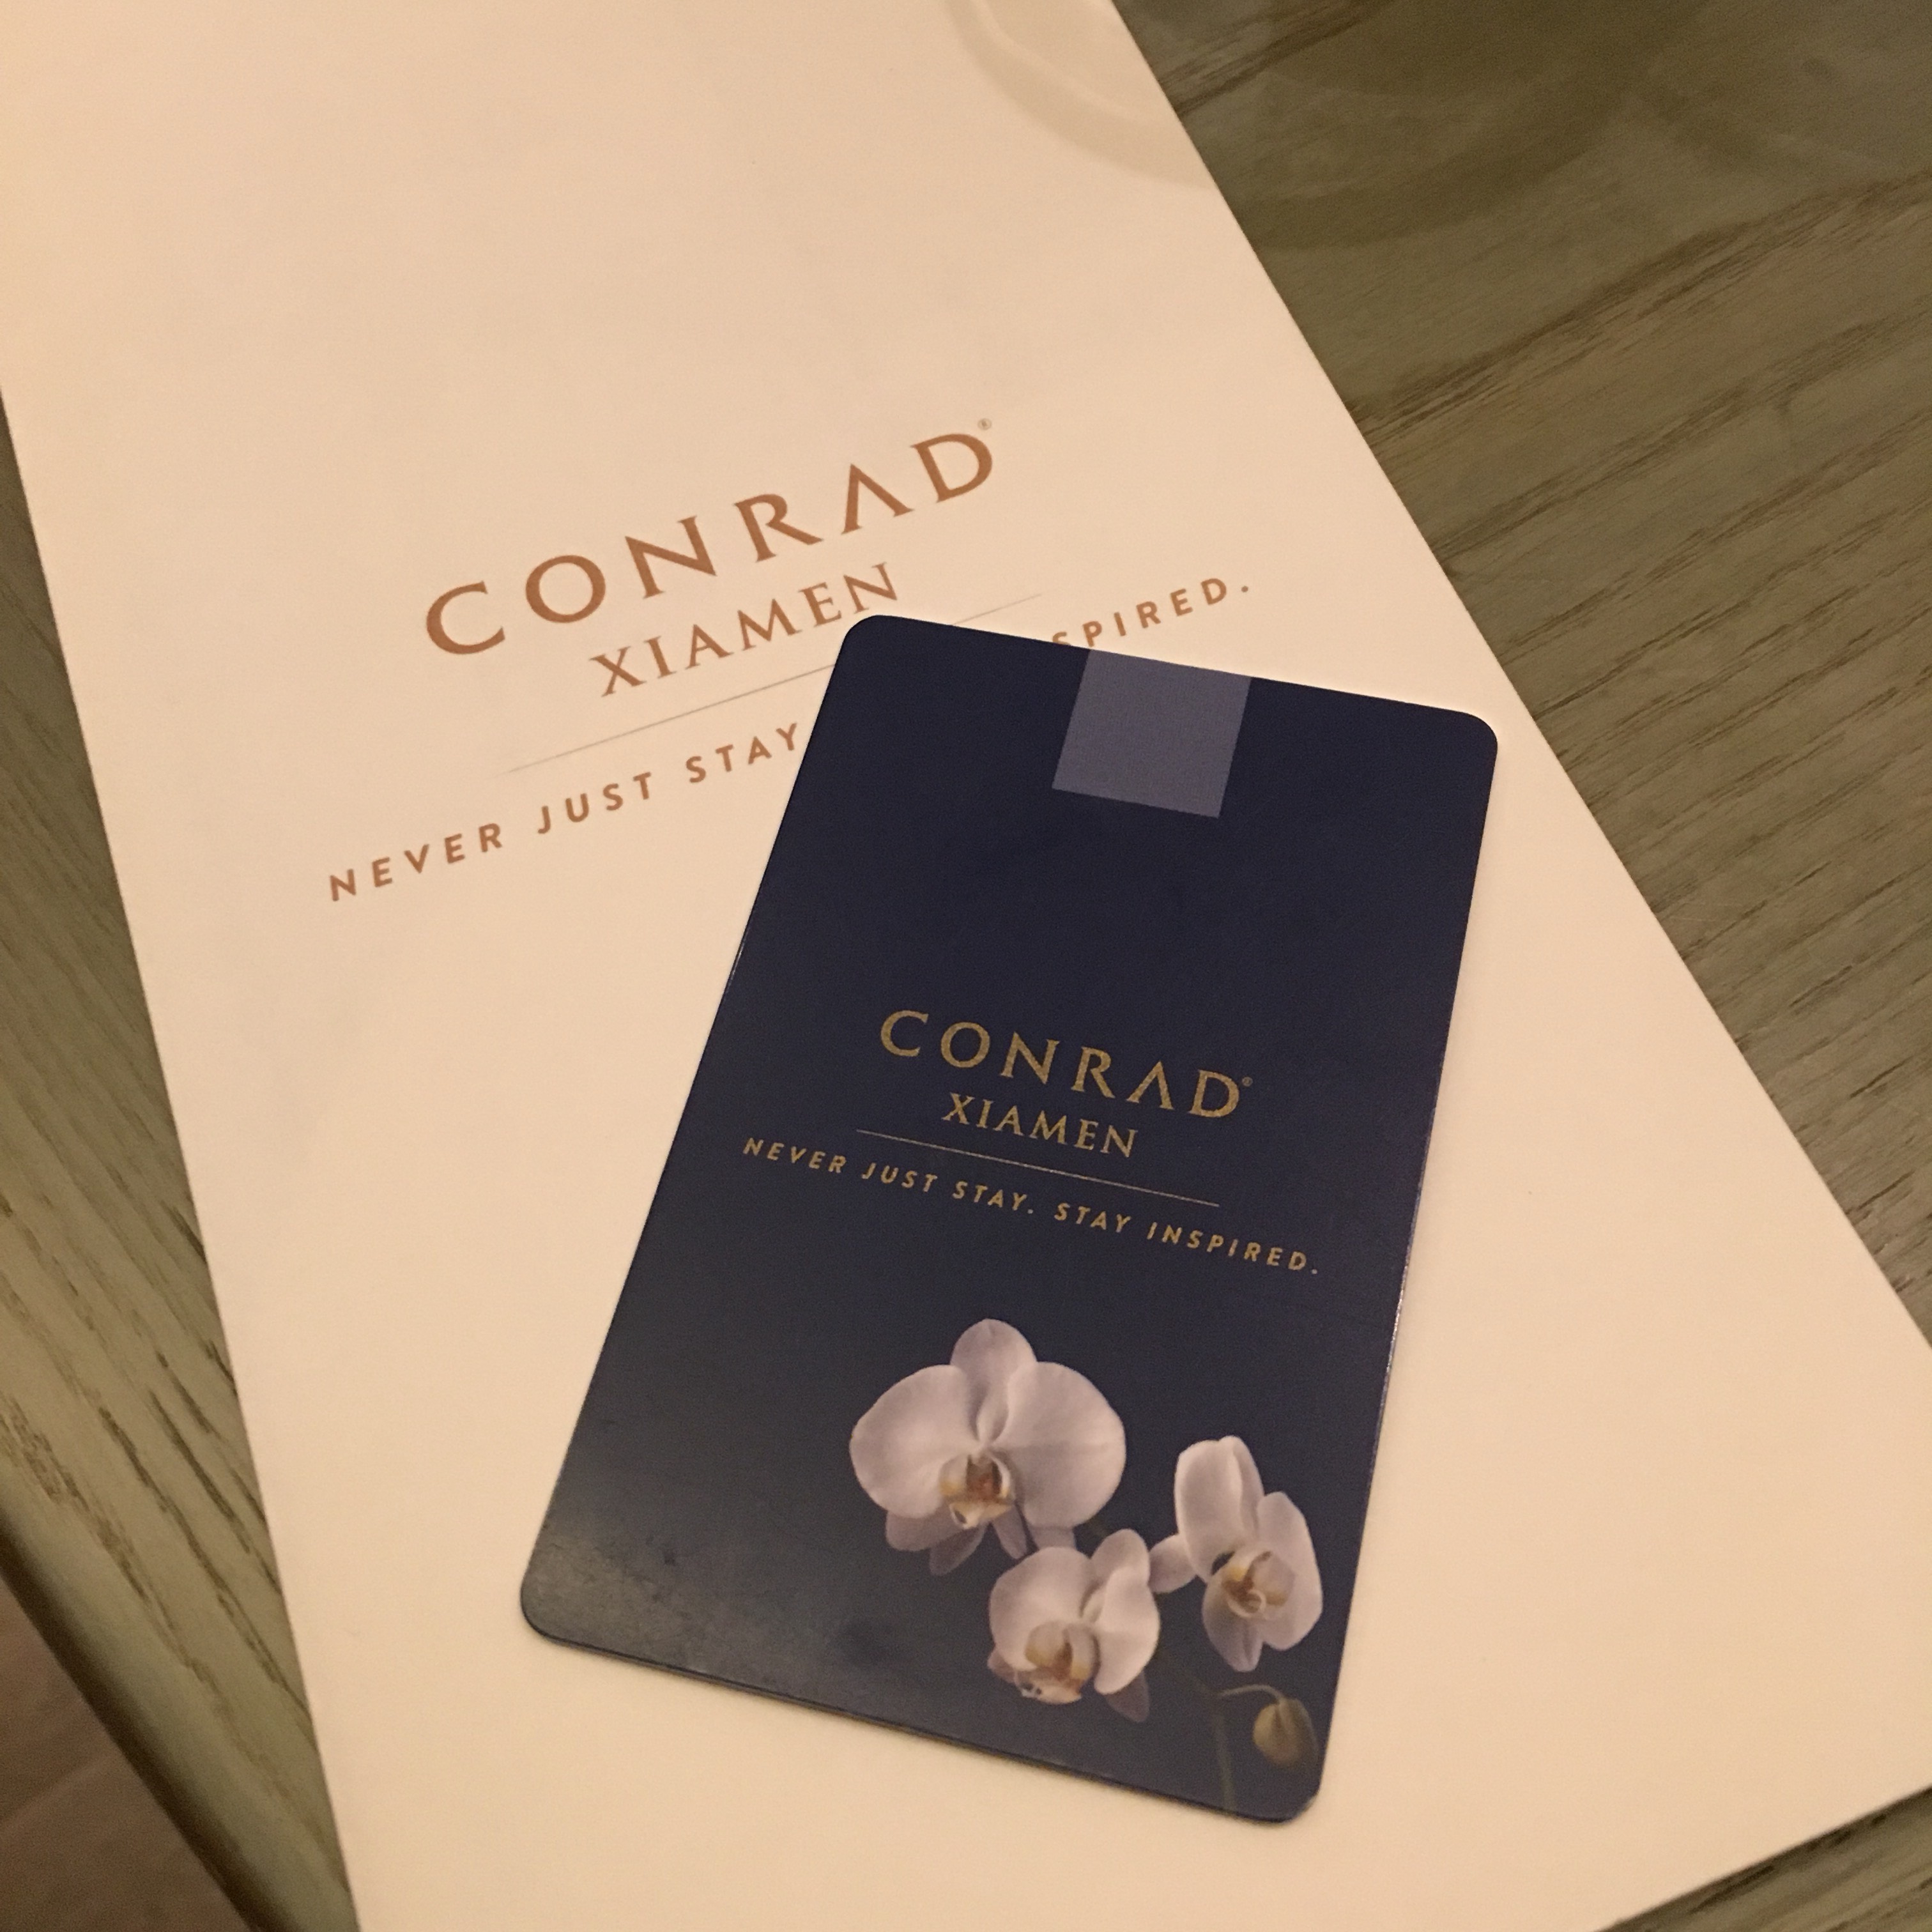 CONRAD®
XIAMEN
NEVER JUST STAY
SPIRED.
CONRAD®
XIAMEN
NEVER JUST STAY. STAY INSPIRED.